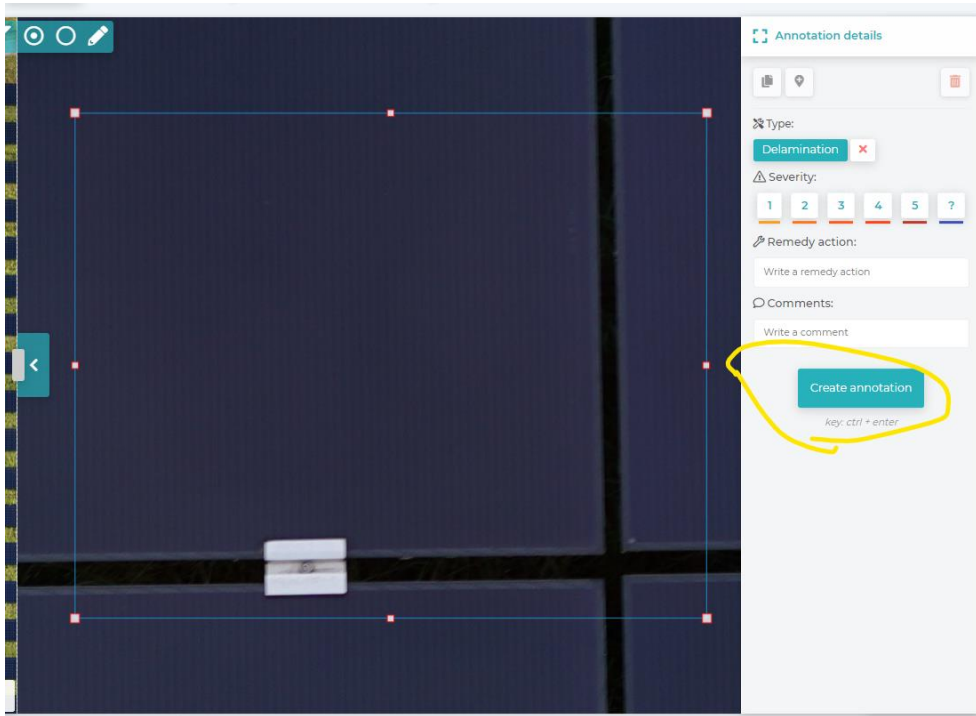 Annotation details
Type:
Delamination
Severity:
1 2 3 4 5 ?
Remedy action:
Write a remedy action
Comments:
Write a comment
Create annotation
key: ctrl + enter